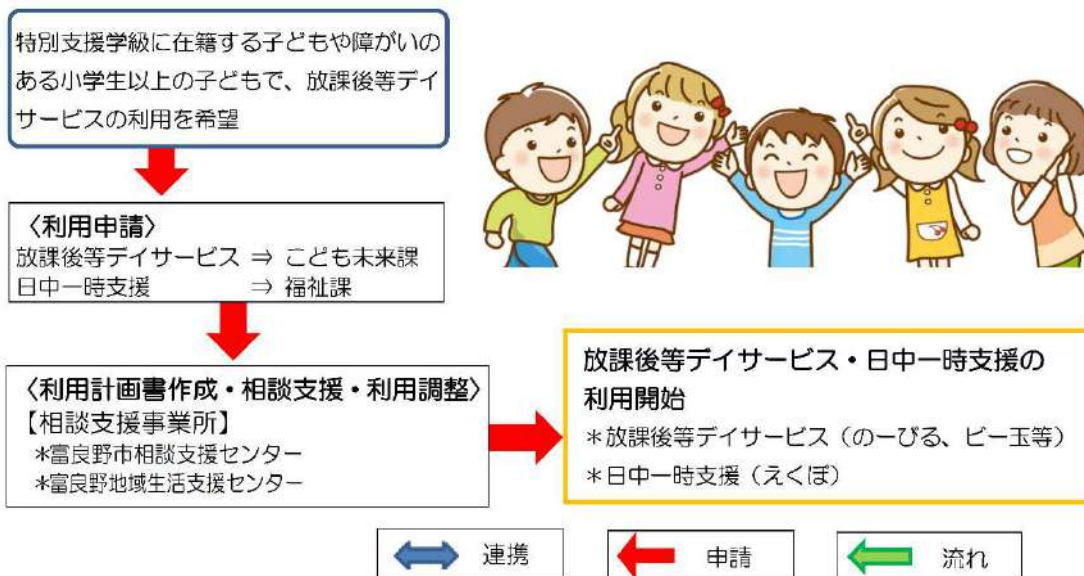 特別支援学級に在籍する子どもや障がいの
ある小学生以上の子どもで、放課後等デイ
サービスの利用を希望
〈利用申請〉
放課後等デイサービス ⇒ こども未来課
日中一時支援 ⇒ 福祉課
〈利用計画書作成・相談支援・利用調整〉
【相談支援事業所】
*富良野市相談支援センター
*富良野地域生活支援センター
放課後等デイサービス・日中一時支援の
利用開始
＊放課後等デイサービス（のーびる、ビー玉等）
＊日中一時支援（えくぼ）
連携
申請
流れ